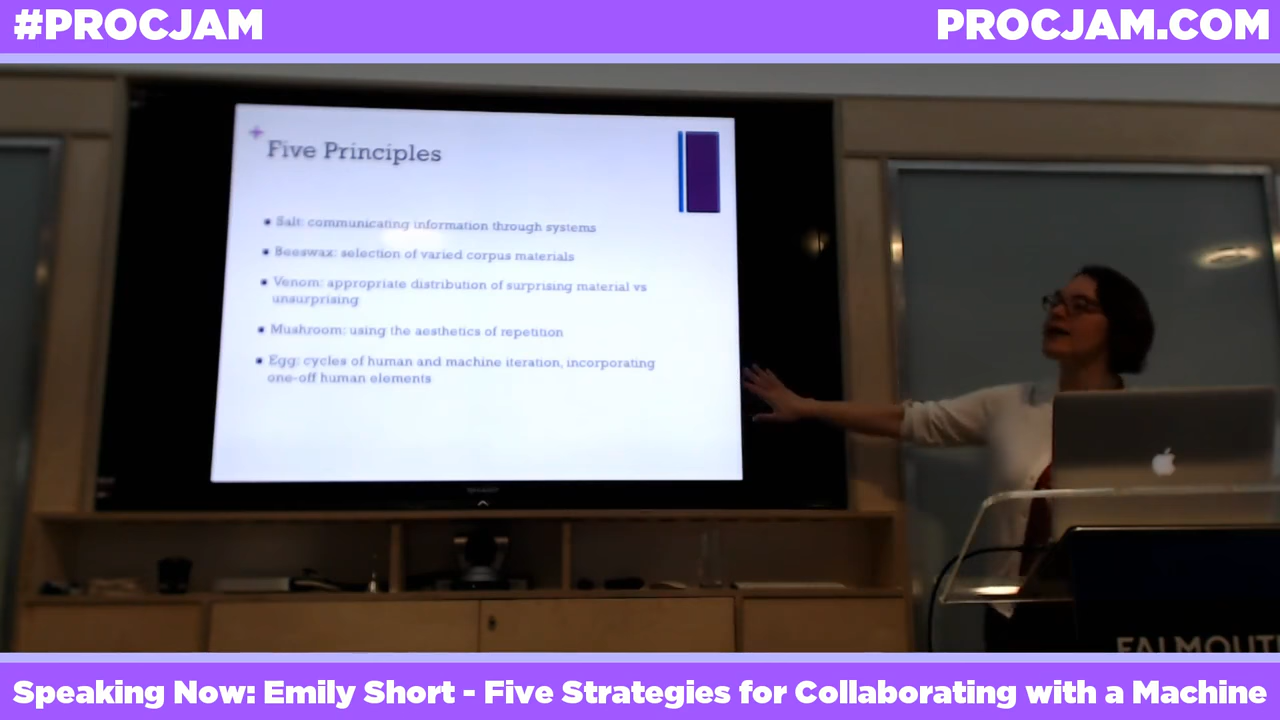 #PROCJAM
PROCJAM.COM
Five Principles
Salt: communicating information through systems
Beeswax: selection of varied corpus materials
Venom: appropriate distribution of surprising material vs
unsurprising
Mushroom: using the aesthetics of repetition
Egg: cycles of human and machine iteration, incorporating
one-off human elements
FALMOUT
Speaking Now: Emily Short - Five Strategies for Collaborating with a Machine